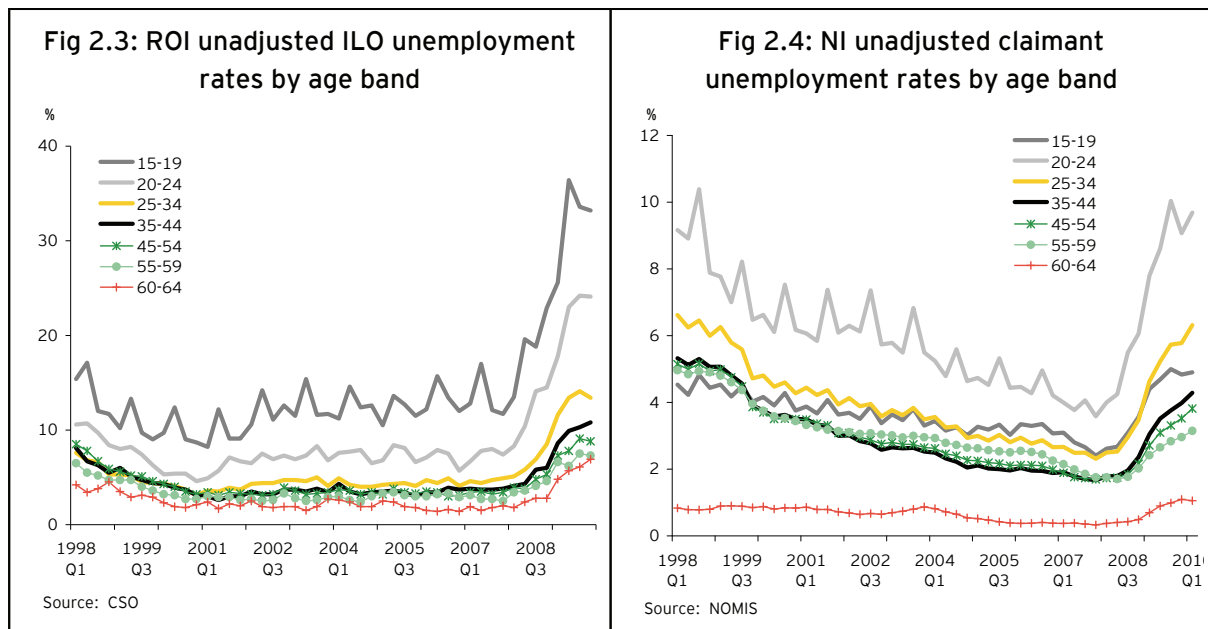 Fig 2.3: ROI unadjusted ILO unemployment
rates by age band
%
40
30
20
10
0
15-19
20-24
25-34
35-44
45-54
55-59
60-64
1998 1999 2001 2002 2004 2005 2007 2008
Q1 Q3 Q1 Q3 Q1 Q3 Q1 Q3
Source: CSO
Fig 2.4: NI unadjusted claimant
unemployment rates by age band
%
12
10
8
6
4
2
0
15-19
20-24
25-34
35-44
45-54
55-59
60-64
1998 1999 2001 2002 2004 2005 2007 2008 2010
Q1 Q3 Q1 Q3 Q1 Q3 Q1 Q3 Q1
Source: NOMIS